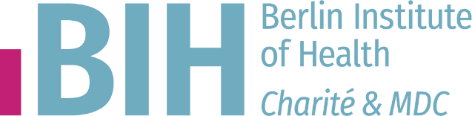 BIH
Berlin Institute
of Health
Charité & MDC